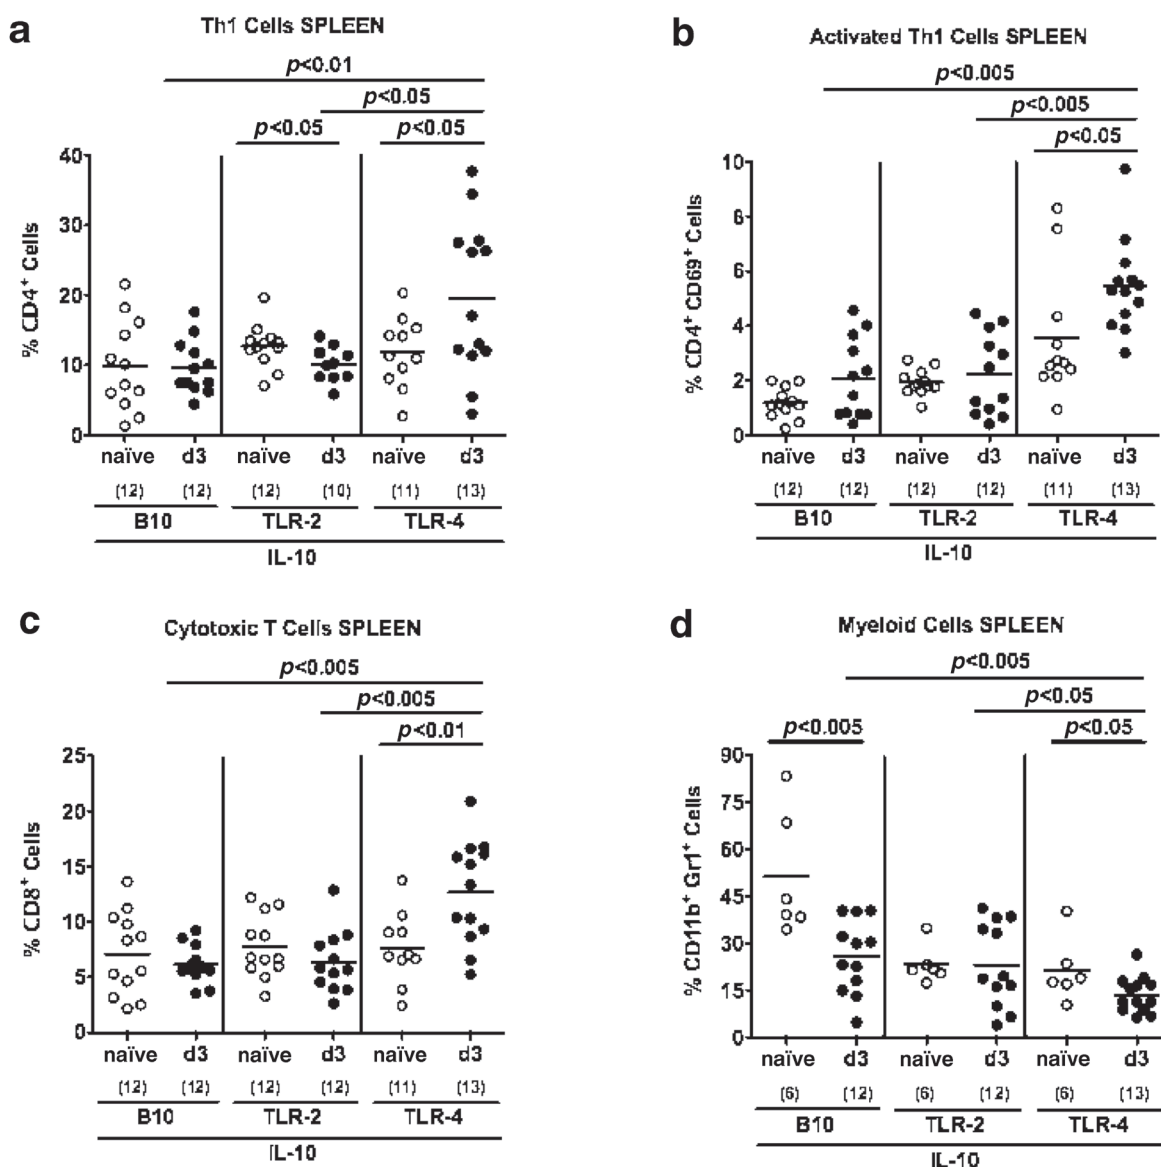 a
Th1 Cells SPLEEN
p<0.01
p<0.05
p<0.05 p<0.05
40
30
20
10
0
% CD4+ Cells
naïve d3 naïve d3 naïve d3
(12) (12) (12) (10) (11) (13)
B10 TLR-2 TLR-4
IL-10
b
Activated Th1 Cells SPLEEN
p<0.005
p<0.005
p<0.05
10
8
6
4
2
0
% CD4+ CD69+ Cells
naïve d3 naïve d3 naïve d3
(12) (12) (12) (12) (11) (13)
B10 TLR-2 TLR-4
IL-10
c
Cytotoxic T Cells SPLEEN
p<0.005
p<0.005
p<0.01
25
20
15
10
5
0
% CD8+ Cells
naïve d3 naïve d3 naïve d3
(12) (12) (12) (12) (11) (13)
B10 TLR-2 TLR-4
IL-10
d
Myeloid Cells SPLEEN
p<0.005
p<0.05
p<0.005 p<0.05
90
75
60
45
30
15
0
% CD11b+ Gr1+ Cells
naïve d3 naïve d3 naïve d3
(6) (12) (6) (12) (6) (13)
B10 TLR-2 TLR-4
IL-10